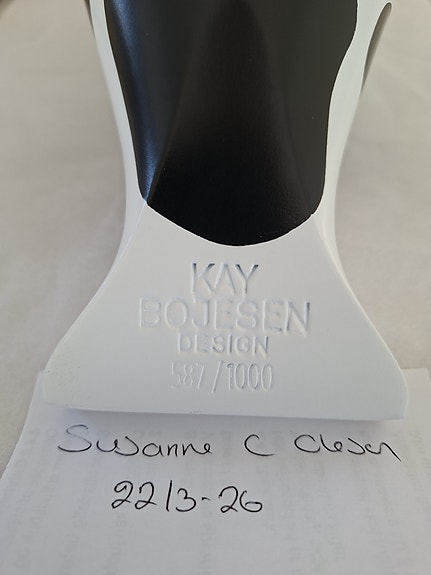 KAY
BOJESEN
DESIGN
587/1000
Susanne C Olesen
22/3-26